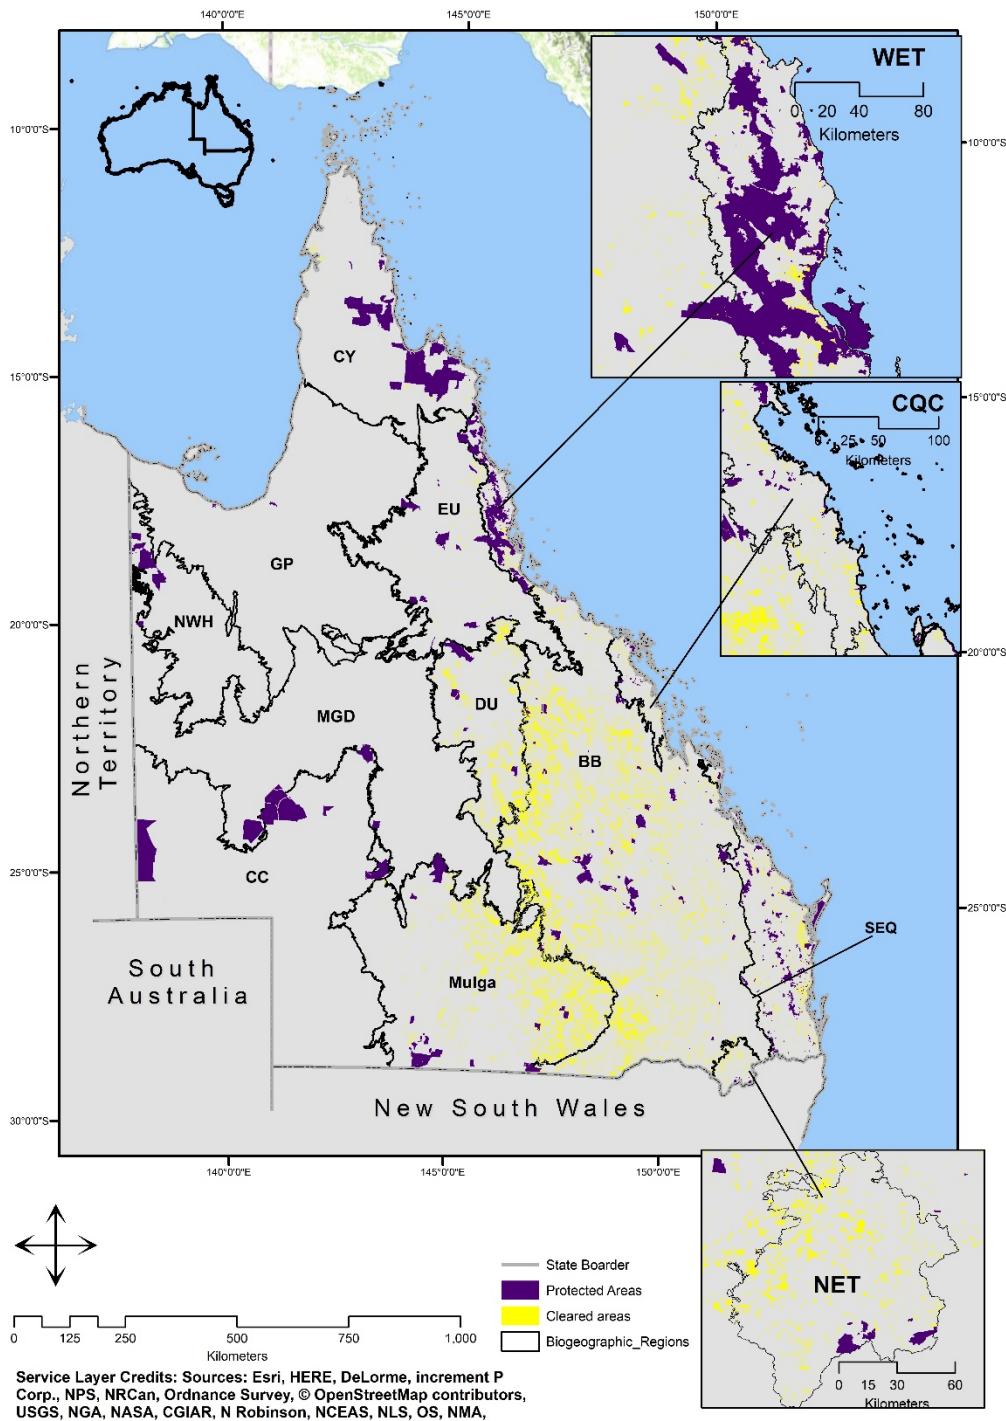 140°0'0"E
145°0'0"E
150°0'0"E
WET
0 20 40 80
Kilometers
10°0'0"S
10°0'0"S
CQC
0 25 50 100
Kilometers
15°0'0"S
15°0'0"S
CY
EU
GP
NWH
20°0'0"S
20°0'0"S
Northern
Territory
MGD
DU
BB
CC
25°0'0"S
25°0'0"S
SEQ
South
Australia
Mulga
New South Wales
30°0'0"S
140°0'0"E
145°0'0"E
150°0'0"E
NET
0 15 30 60
Kilometers
State Boarder
Protected Areas
Cleared areas
Biogeographic_Regions
0 125 250 500 750 1,000
Kilometers
Service Layer Credits: Sources: Esri, HERE, DeLorme, increment P
Corp., NPS, NRCan, Ordnance Survey, © OpenStreetMap contributors,
USGS, NGA, NASA, CGIAR, N Robinson, NCEAS, NLS, OS, NMA,